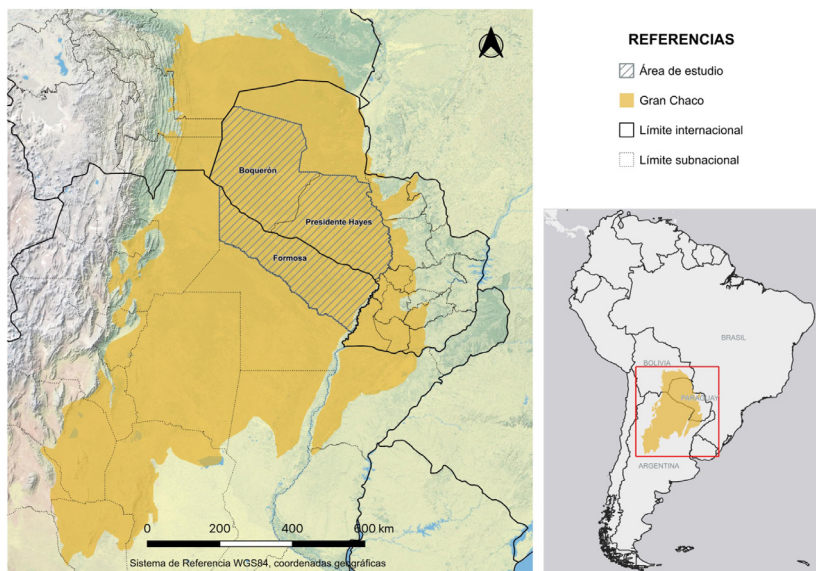 REFERENCIAS
Área de estudio
Gran Chaco
Límite internacional
Límite subnacional
Boquerón
Presidente Hayes
Formosa
0 200 400 600 km
Sistema de Referencia WGS84, coordenadas geográficas
BRASIL
BOLIVIA
PARAGUAY
ARGENTINA